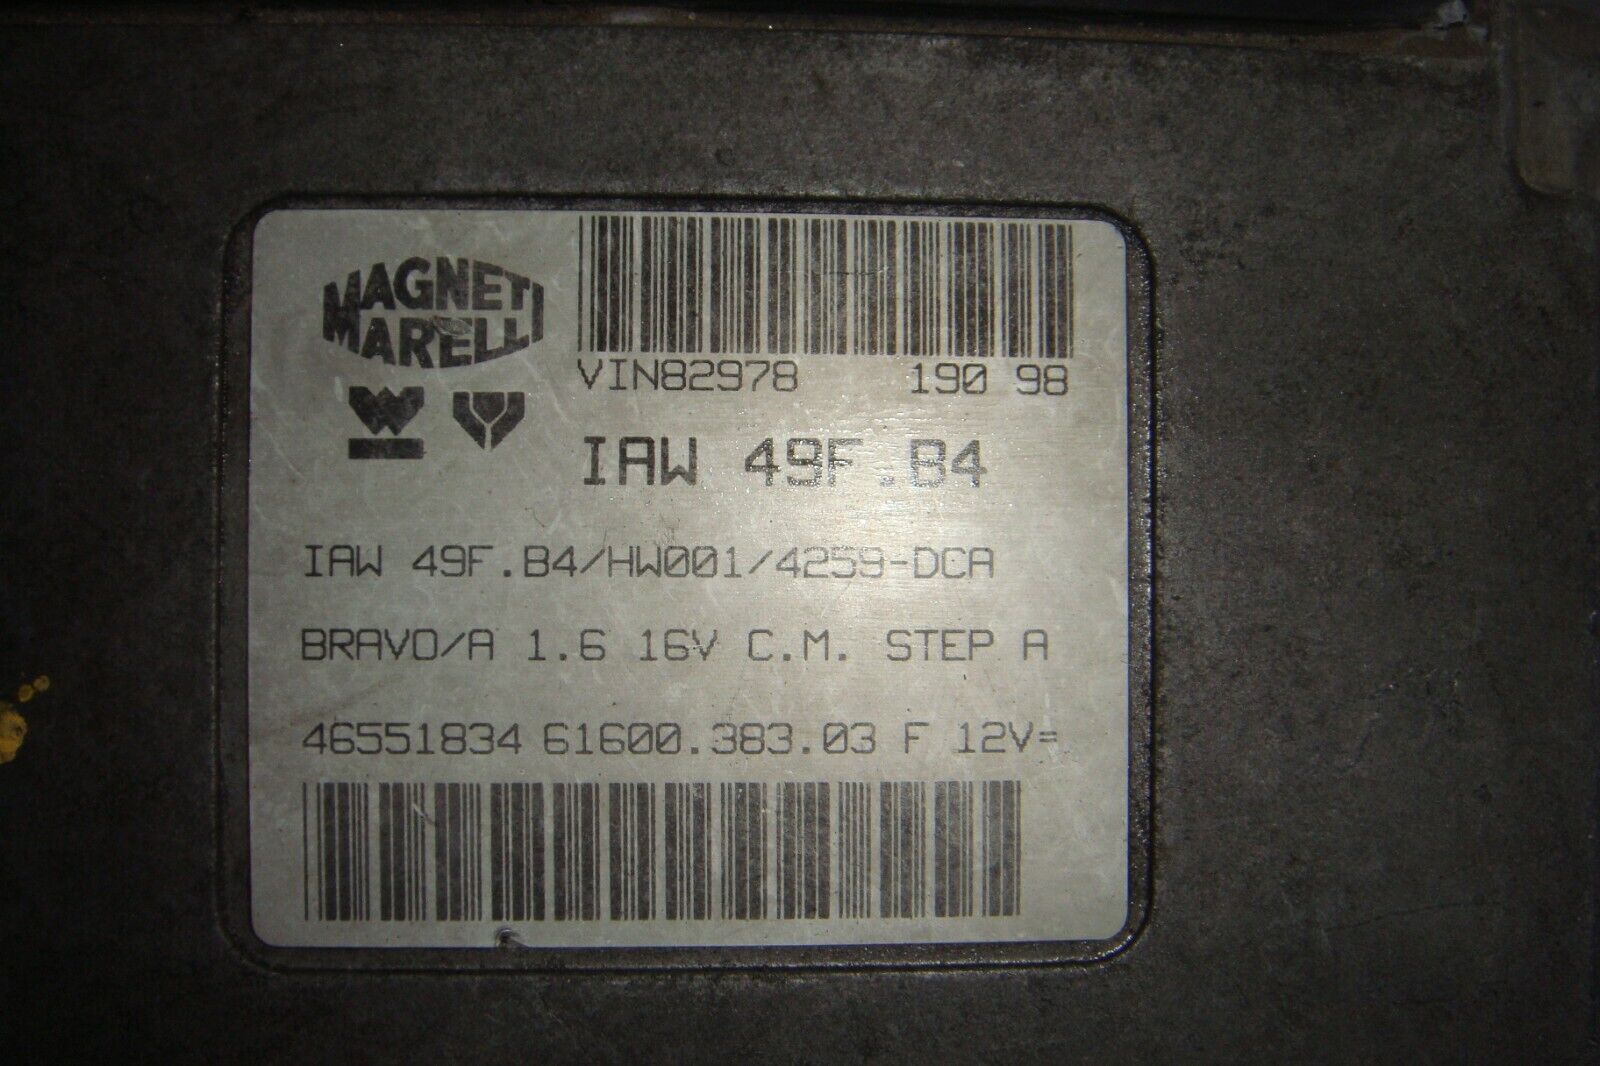 MAGNETI
MARELLI
VIN82978 190 98
IAW 49F.B4
IAW 49F.B4/HW001/4259-DCA
BRAVO/A 1.6 16V C.M. STEP A
46551834 61600.383.03 F 12V=